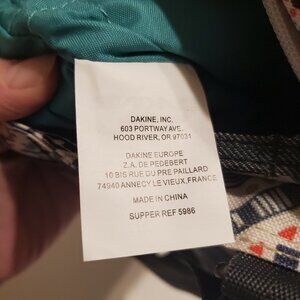 DAKINE, INC.
603 PORTWAY AVE.
HOOD RIVER, OR 97031
DAKINE EUROPE
Z.A. DE PEDEBERT
10 BIS RUE DU PRE PAILLARD
74940 ANNECY LE VIEUX, FRANCE
MADE IN CHINA
SUPPER REF 5986